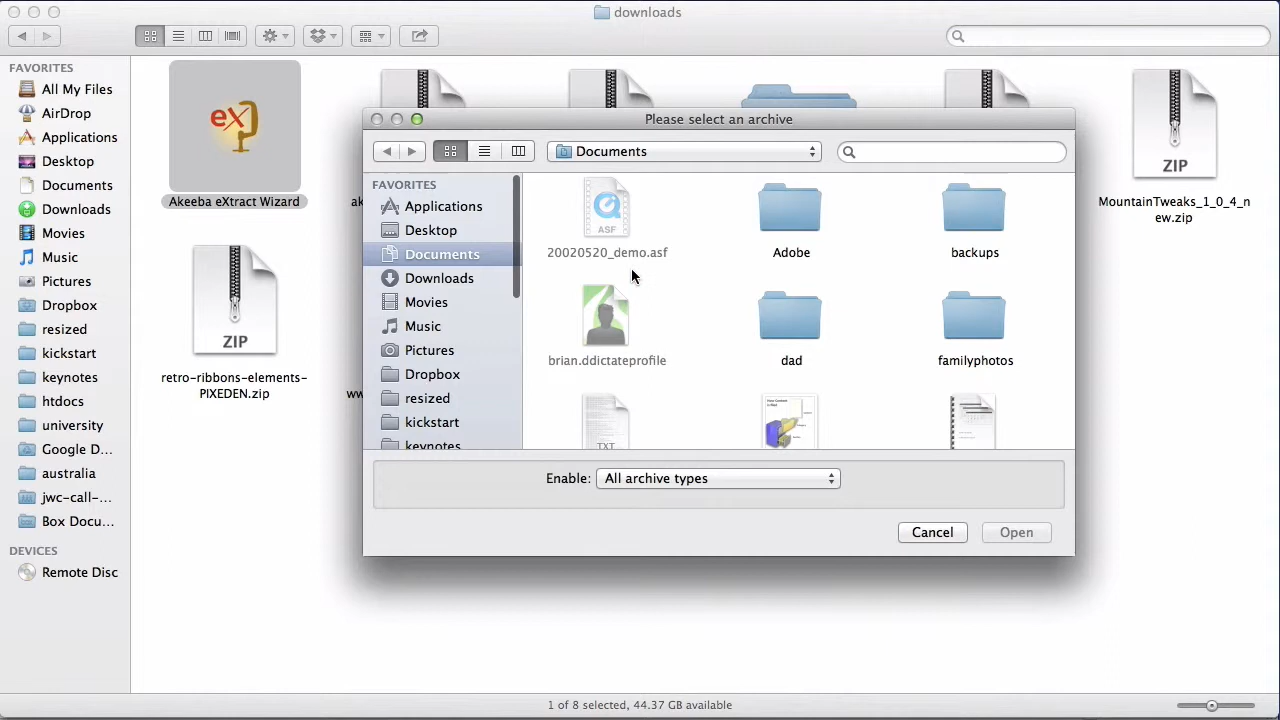 downloads
FAVORITES
All My Files
AirDrop
Applications
Desktop
Documents
Downloads
Movies
Music
Pictures
Dropbox
resized
kickstart
keynotes
htdocs
university
Google D...
australia
jwc-call-...
Box Docu...
DEVICES
Remote Disc
eX
Akeeba eXtract Wizard
ak
ZIP
MountainTweaks_1_0_4_n
ew.zip
ZIP
retro-ribbons-elements-
PIXEDEN.zip
ww
Please select an archive
Documents
FAVORITES
Applications
Desktop
Documents
Downloads
Movies
Music
Pictures
Dropbox
resized
kickstart
keynotes
ASF
20020520_demo.asf
Adobe
backups
brian.ddictateprofile
dad
familyphotos
TXT
Enable: All archive types
Cancel
Open
1 of 8 selected, 44.37 GB available